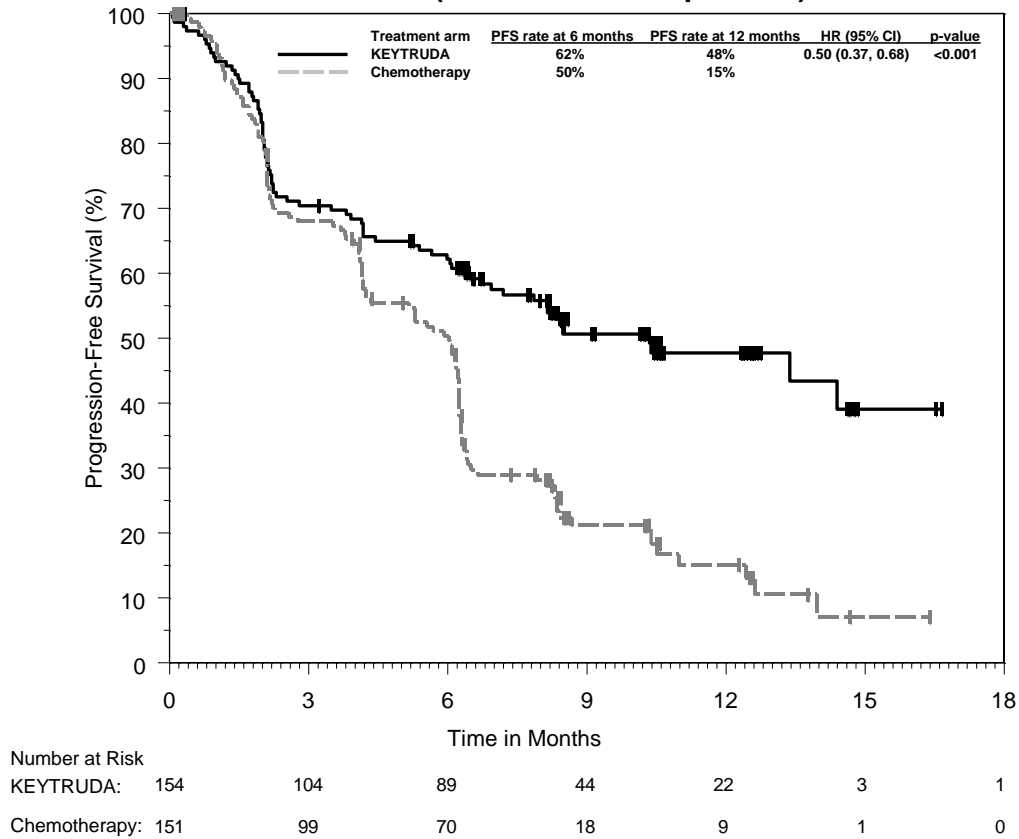 Treatment arm PFS rate at 6 months PFS rate at 12 months HR (95% CI) p-value
KEYTRUDA 62% 48% 0.50 (0.37, 0.68) <0.001
Chemotherapy 50% 15%
Progression-Free Survival (%)
100
90
80
70
60
50
40
30
20
10
0
0 3 6 9 12 15 18
Time in Months
Number at Risk
KEYTRUDA: 154 104 89 44 22 3 1
Chemotherapy: 151 99 70 18 9 1 0